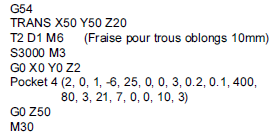 G54
TRANS X50 Y50 Z20
T2 D1 M6 (Fraise pour trous oblongs 10mm)
S3000 M3
G0 X0 Y0 Z2
Pocket 4 (2, 0, 1, -6, 25, 0, 0, 3, 0.2, 0.1, 400,
80, 3, 21, 7, 0, 0, 10, 3)
G0 Z50
M30